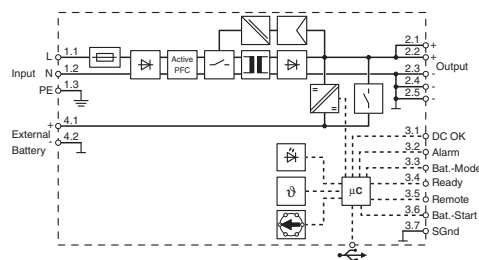 2.1
+
L
1.1
2.2
+
Input
N
1.2
Active
PFC
2.3
-
Output
2.4
-
PE
1.3
2.5
-
+
4.1
External
Battery
-
4.2
3.1
DC OK
3.2
Alarm
3.3
Bat.-Mode
3.4
Ready
ϑ
µC
3.5
Remote
3.6
Bat.-Start
3.7
SGnd